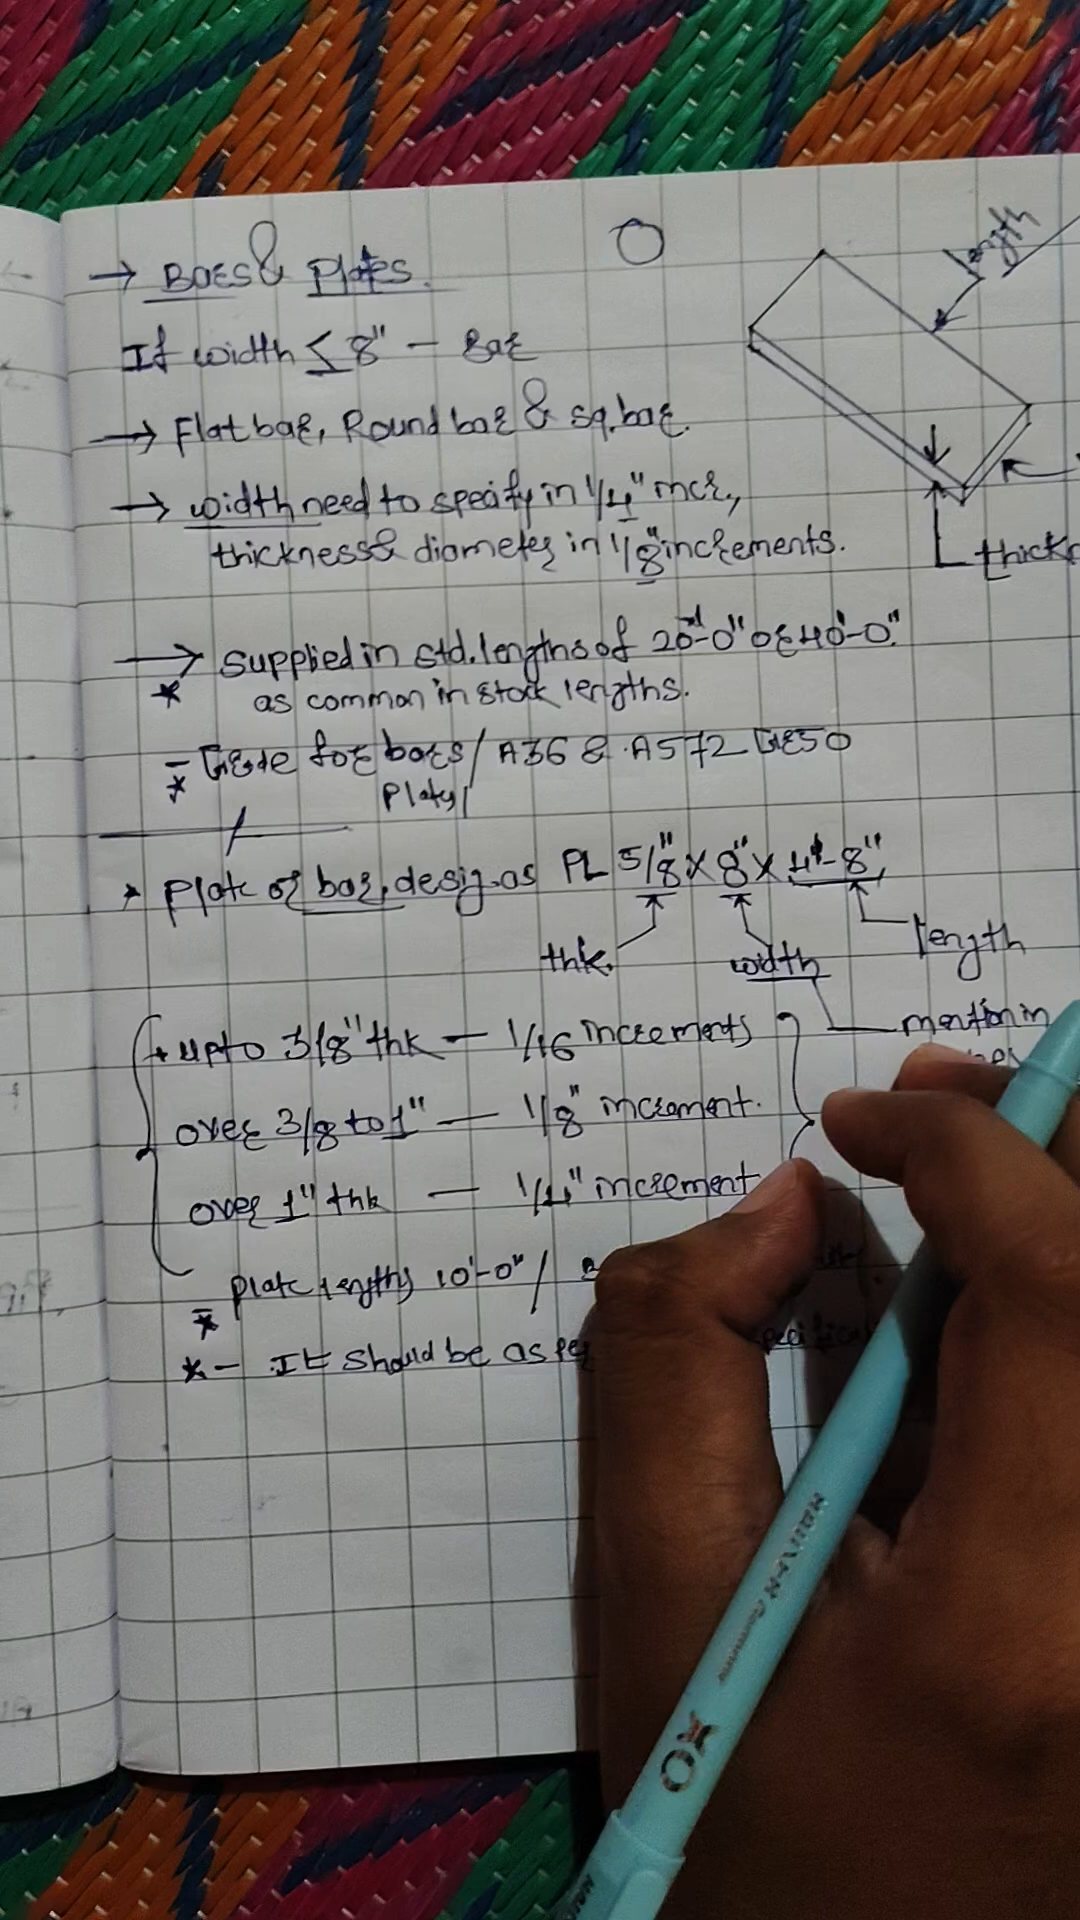 → Bars & Plates.
length
If width ≤ 8" - Bar
→ Flat bar, Round bar & sq. bar.
→ width need to specify in 1/4" incr.,
thickness & diameter in 1/8" increments.
→ supplied in std. lengths of 20'-0" or 40'-0".
* as common in stock lengths.
- Grade for bars/ A36 & A572 GR50
* Plates/
* Plate or bar, desig. as PL 5/8" x 8" x 4'-8"
thk. width length
* upto 3/8" thk — 1/16 increments
mention in
over 3/8 to 1" — 1/8" increment.
over 1" thk — 1/4" increment
* plate lengths 10'-0" /
* - It should be as per
OK